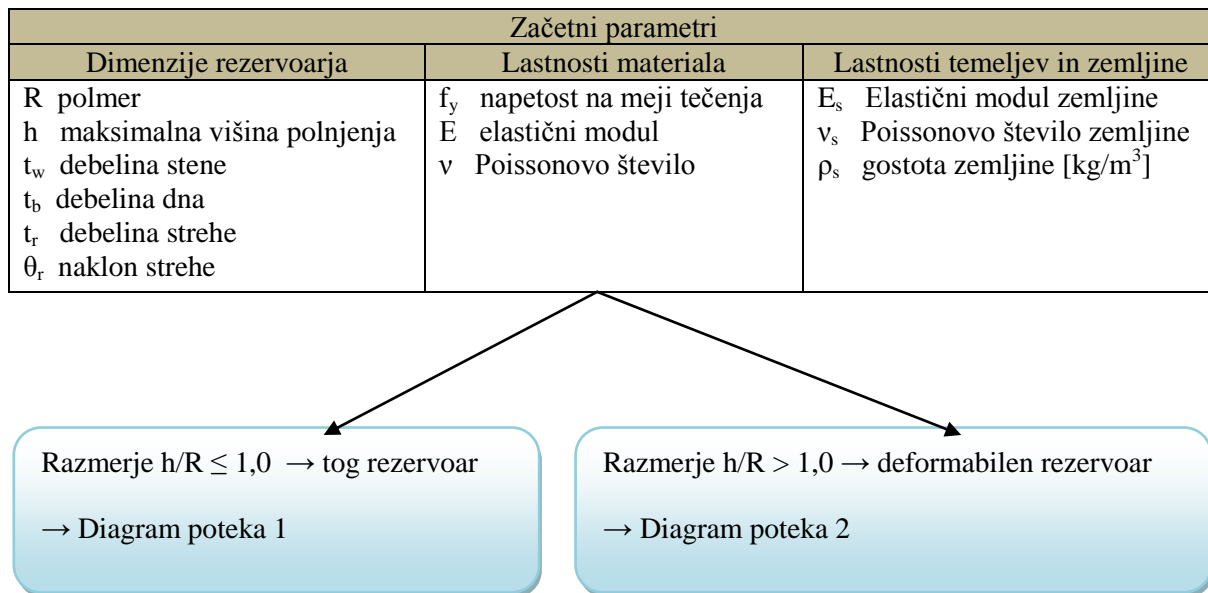 Začetni parametri
Dimenzije rezervoarja
Lastnosti materiala
Lastnosti temeljev in zemljine
R polmer
h maksimalna višina polnjenja
t_w debelina stene
t_b debelina dna
t_r debelina strehe
θ_r naklon strehe
f_y napetost na meji tečenja
E elastični modul
ν Poissonovo število
E_s Elastični modul zemljine
ν_s Poissonovo število zemljine
ρ_s gostota zemljine [kg/m³]
Razmerje h/R ≤ 1,0 → tog rezervoar
→ Diagram poteka 1
Razmerje h/R > 1,0 → deformabilen rezervoar
→ Diagram poteka 2